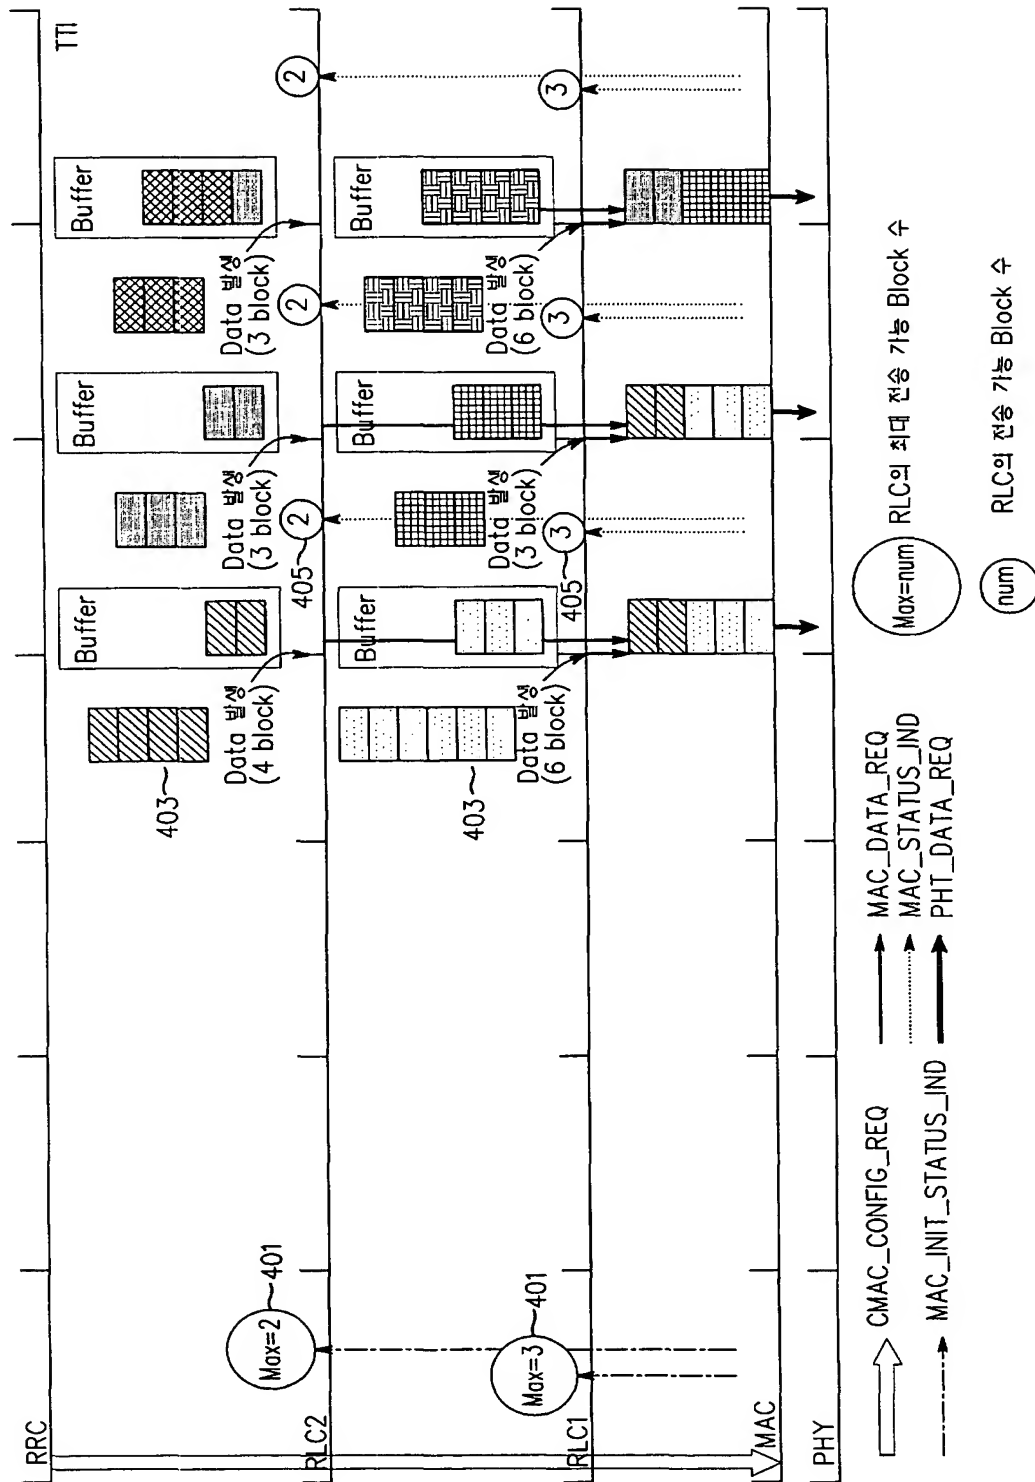 RRC
TTI
403
Data 발생
(4 block)
Buffer
Data 발생
(3 block)
Buffer
Data 발생
(3 block)
Buffer
Max=2
401
405
2
2
2
RLC2
403
Data 발생
(6 block)
Buffer
Data 발생
(3 block)
Buffer
Data 발생
(6 block)
Buffer
Max=3
401
405
3
3
3
RLC1
MAC
PHY
CMAC_CONFIG_REQ
MAC_DATA_REQ
Max=num
RLC의 최대 전송 가능 Block 수
MAC_STATUS_IND
MAC_INIT_STATUS_IND
PHT_DATA_REQ
num
RLC의 전송 가능 Block 수